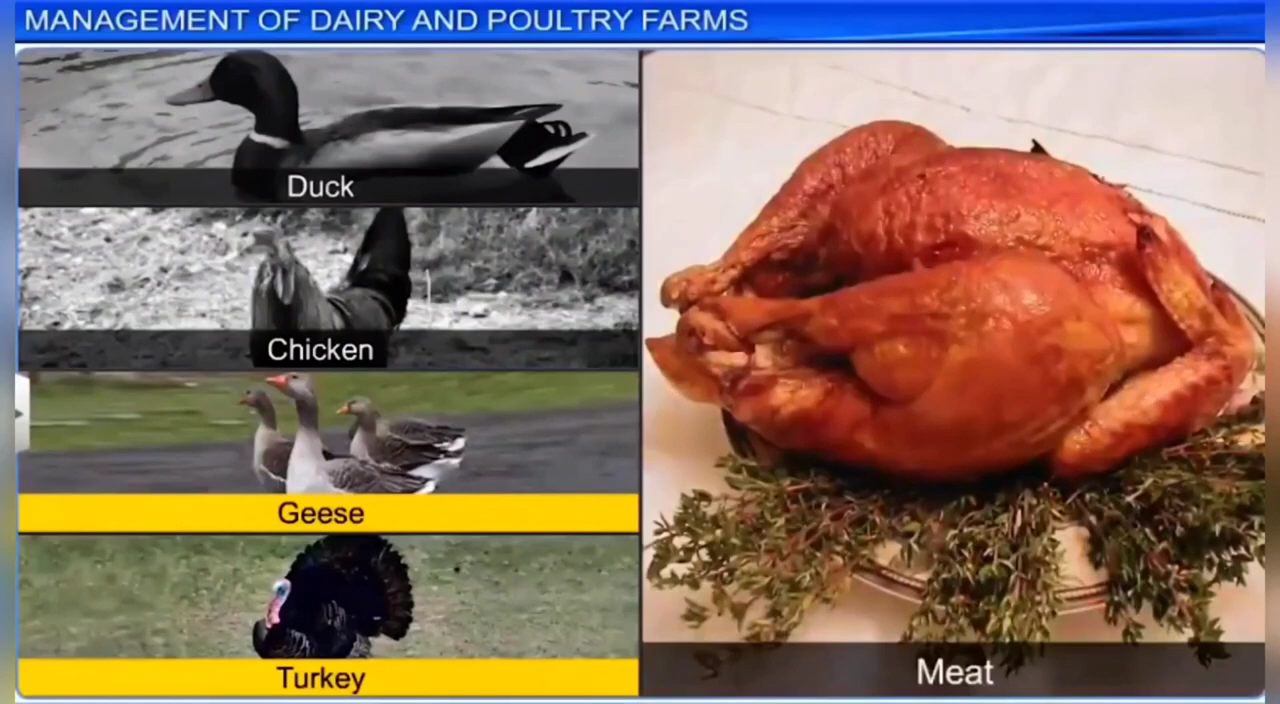 MANAGEMENT OF DAIRY AND POULTRY FARMS
Duck
Chicken
Geese
Turkey
Meat